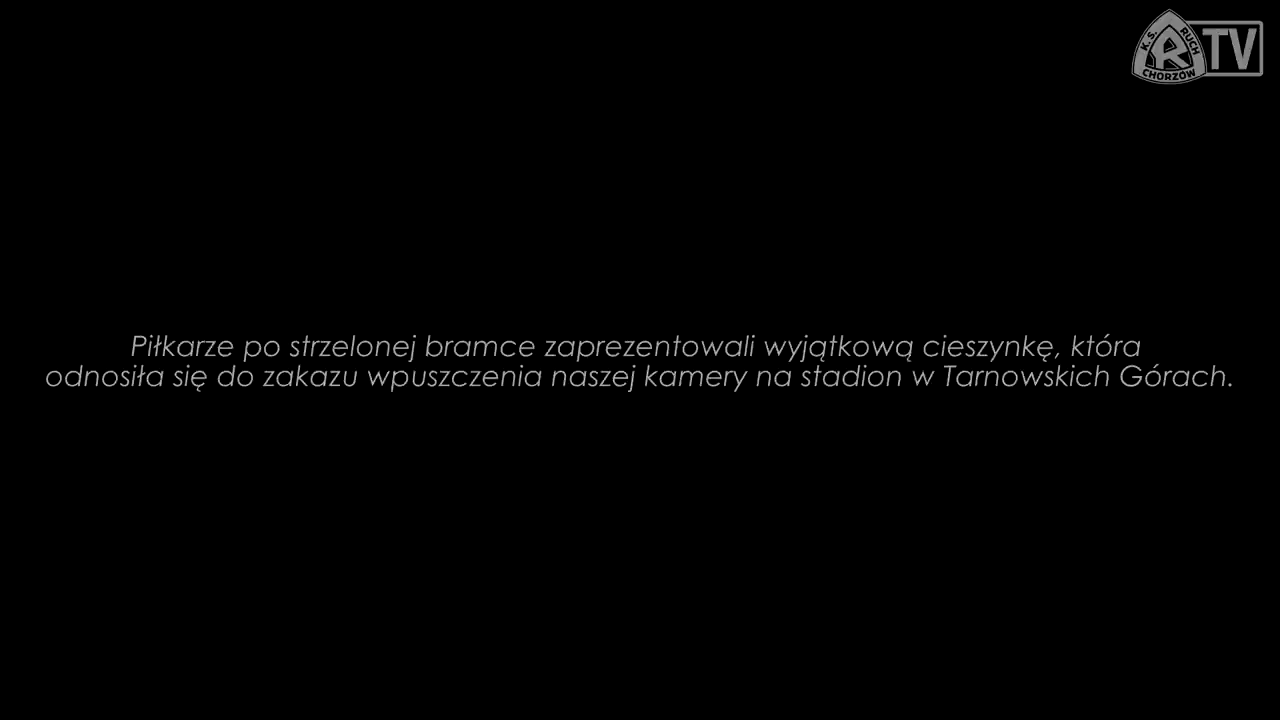 K.S. RUCH
CHORZÓW
TV
Piłkarze po strzelonej bramce zaprezentowali wyjątkową cieszynkę, która
odnosiła się do zakazu wpuszczenia naszej kamery na stadion w Tarnowskich Górach.